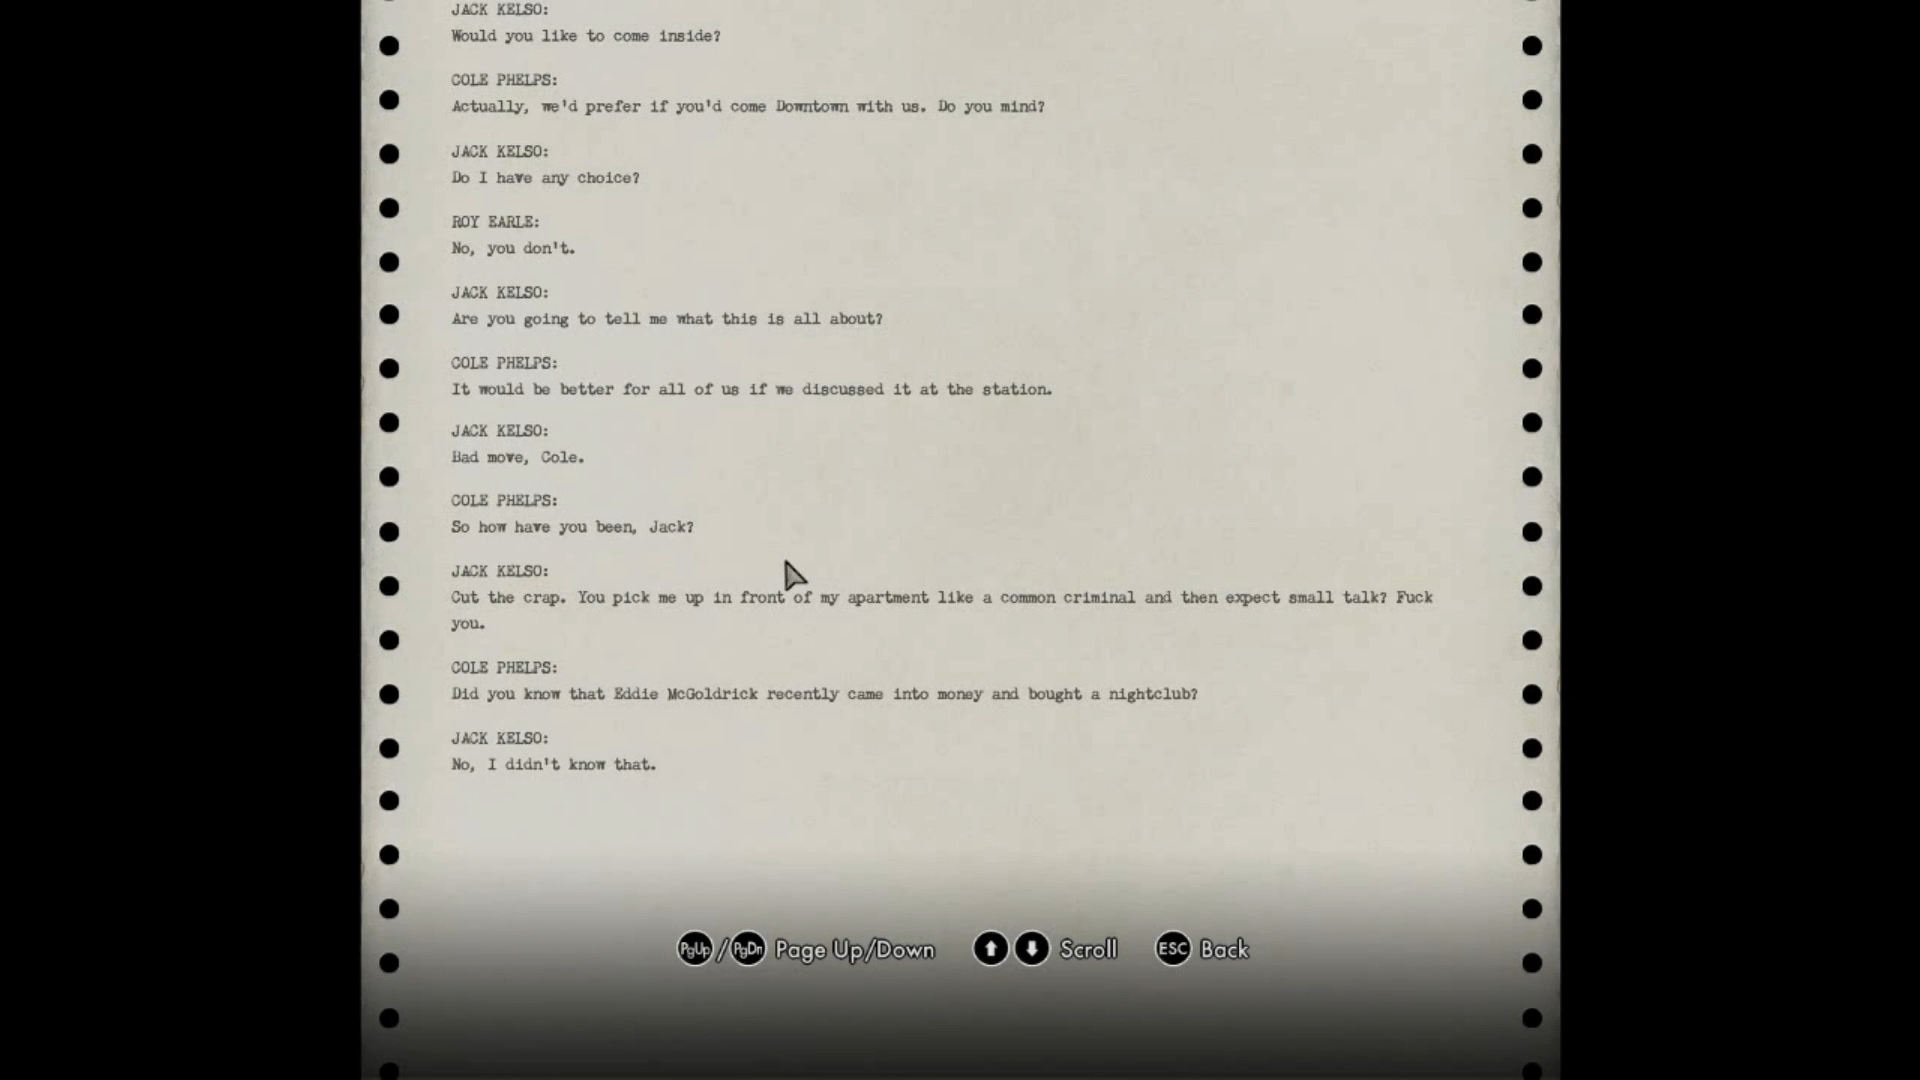 JACK KELSO:
Would you like to come inside?
COLE PHELPS:
Actually, we'd prefer if you'd come Downtown with us. Do you mind?
JACK KELSO:
Do I have any choice?
ROY EARLE:
No, you don't.
JACK KELSO:
Are you going to tell me what this is all about?
COLE PHELPS:
It would be better for all of us if we discussed it at the station.
JACK KELSO:
Bad move, Cole.
COLE PHELPS:
So how have you been, Jack?
JACK KELSO:
Cut the crap. You pick me up in front of my apartment like a common criminal and then expect small talk? Fuck
you.
COLE PHELPS:
Did you know that Eddie McGoldrick recently came into money and bought a nightclub?
JACK KELSO:
No, I didn't know that.
PgUp/PgDn Page Up/Down Scroll ESC Back